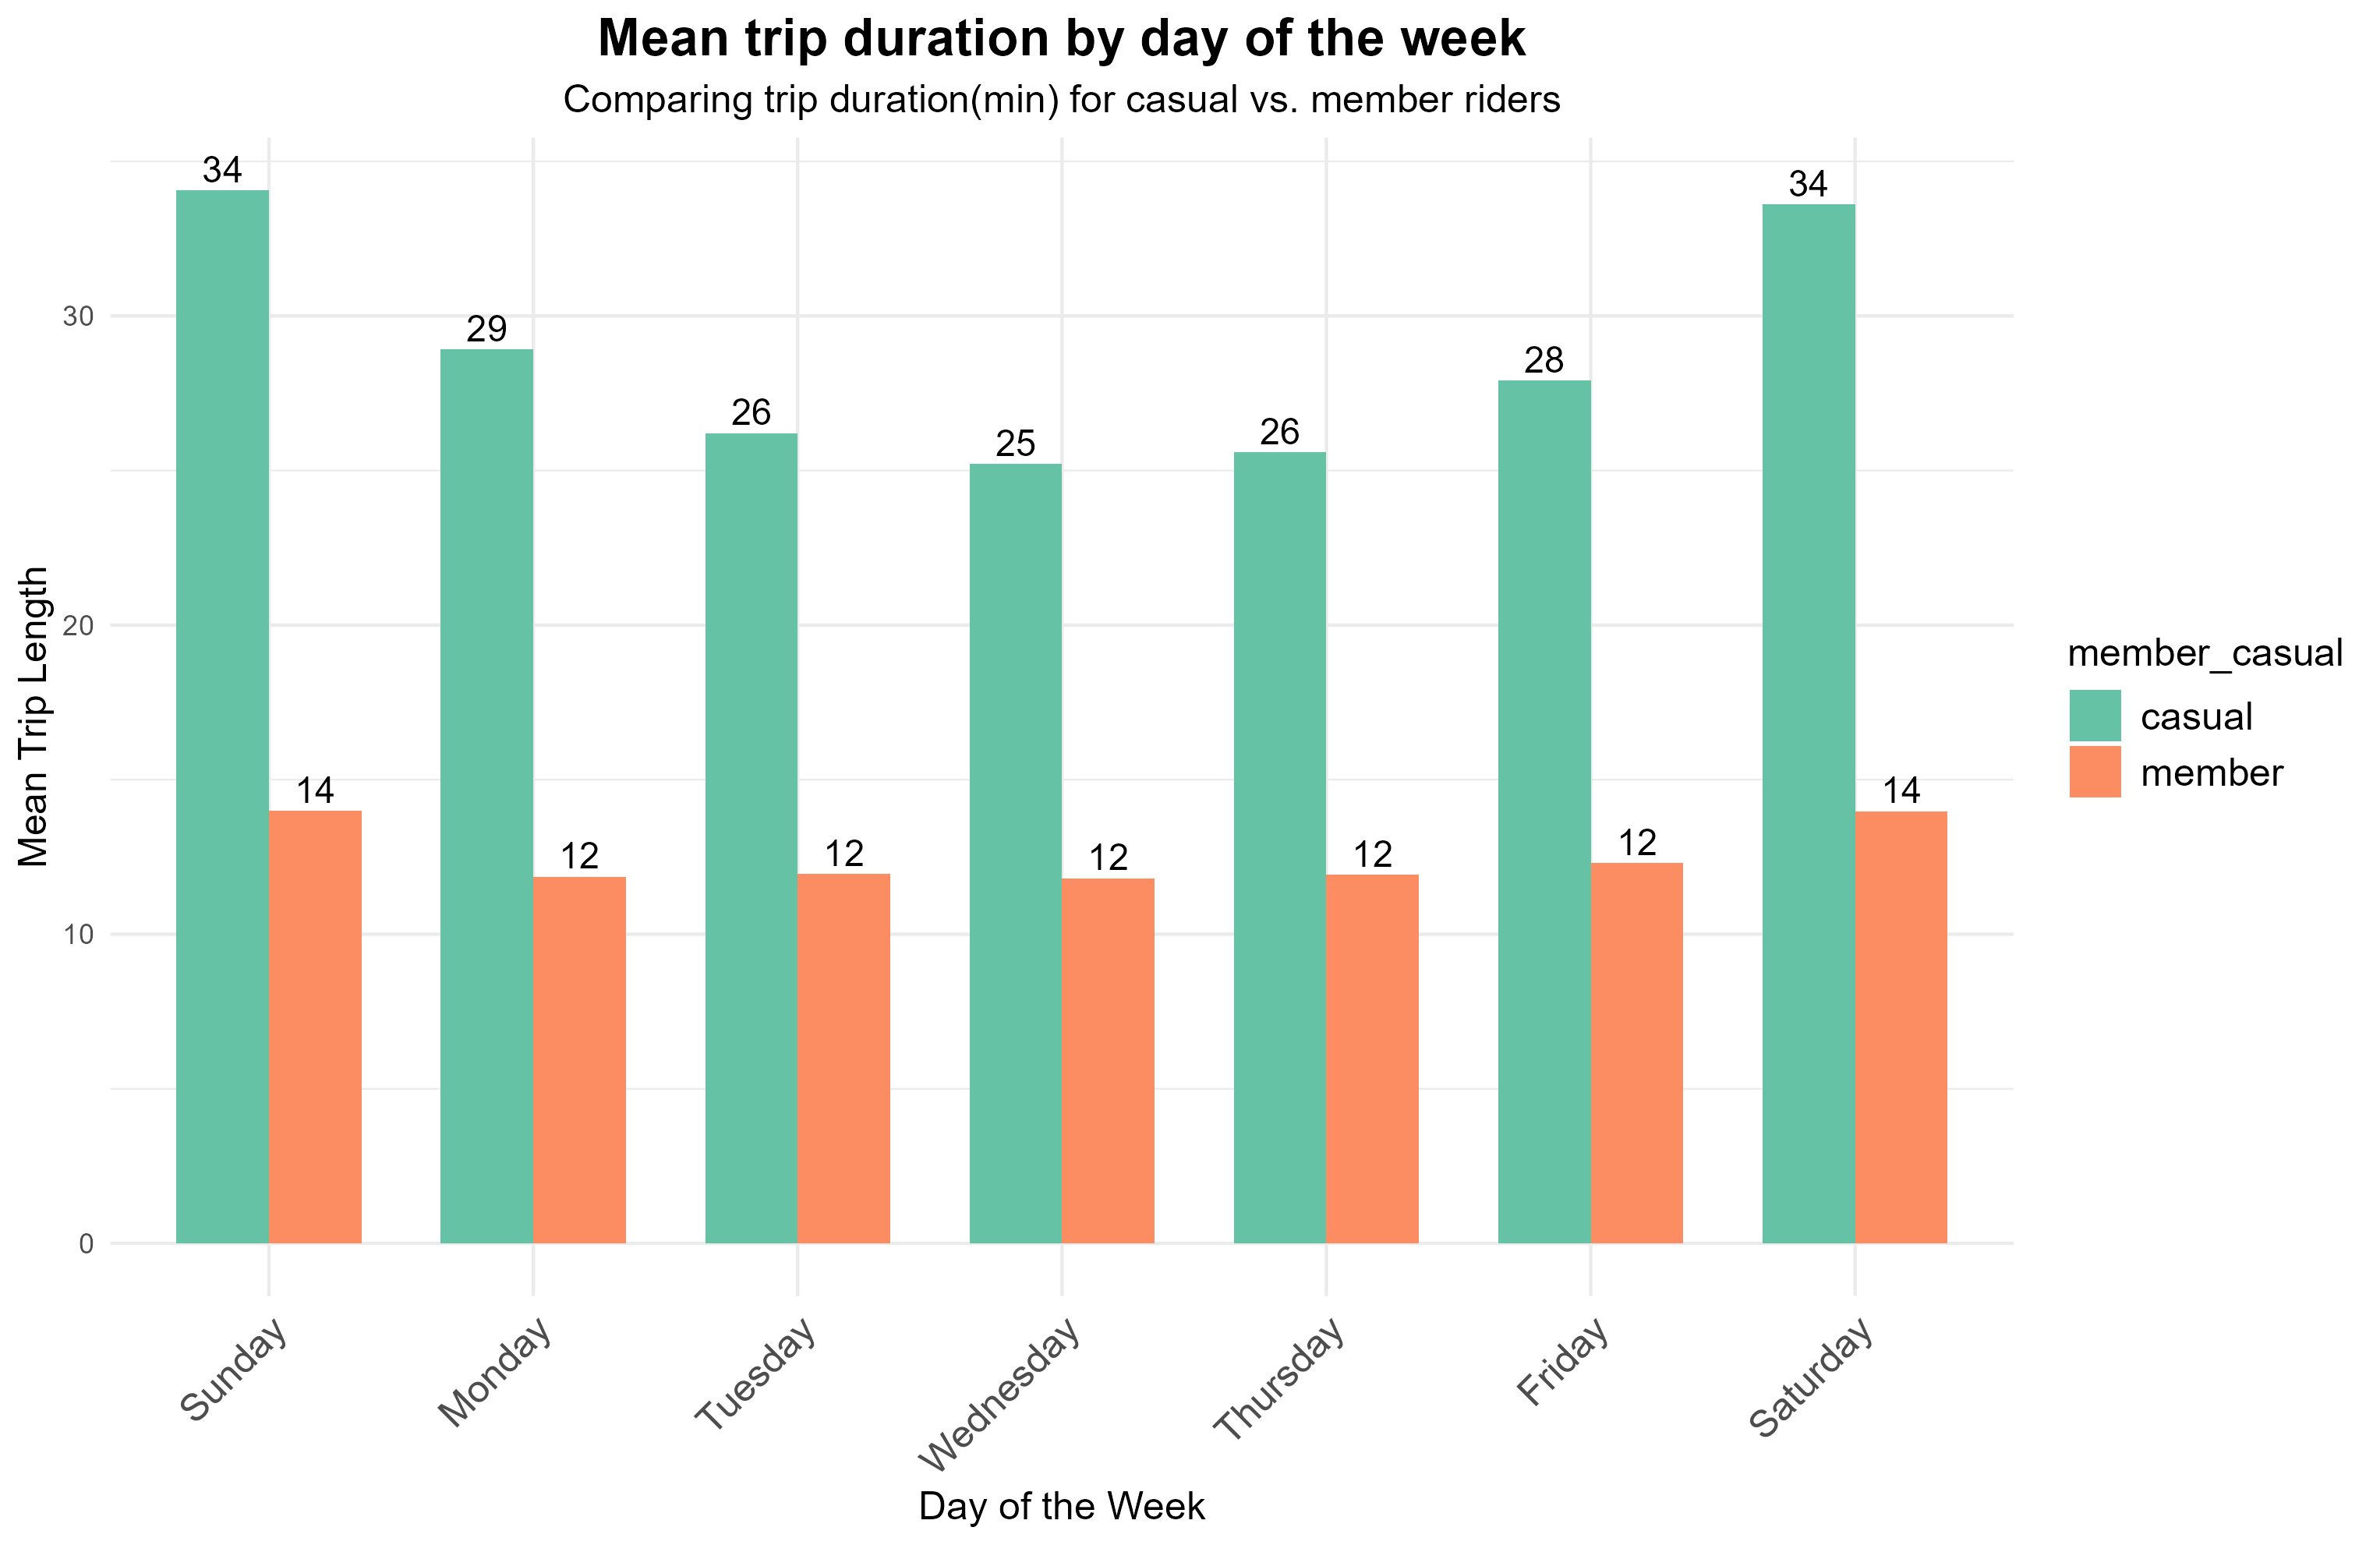 Mean trip duration by day of the week
Comparing trip duration(min) for casual vs. member riders
Mean Trip Length
30
20
10
0
34
14
29
12
26
12
25
12
26
12
28
12
34
14
Sunday
Monday
Tuesday
Wednesday
Thursday
Friday
Saturday
Day of the Week
member_casual
casual
member